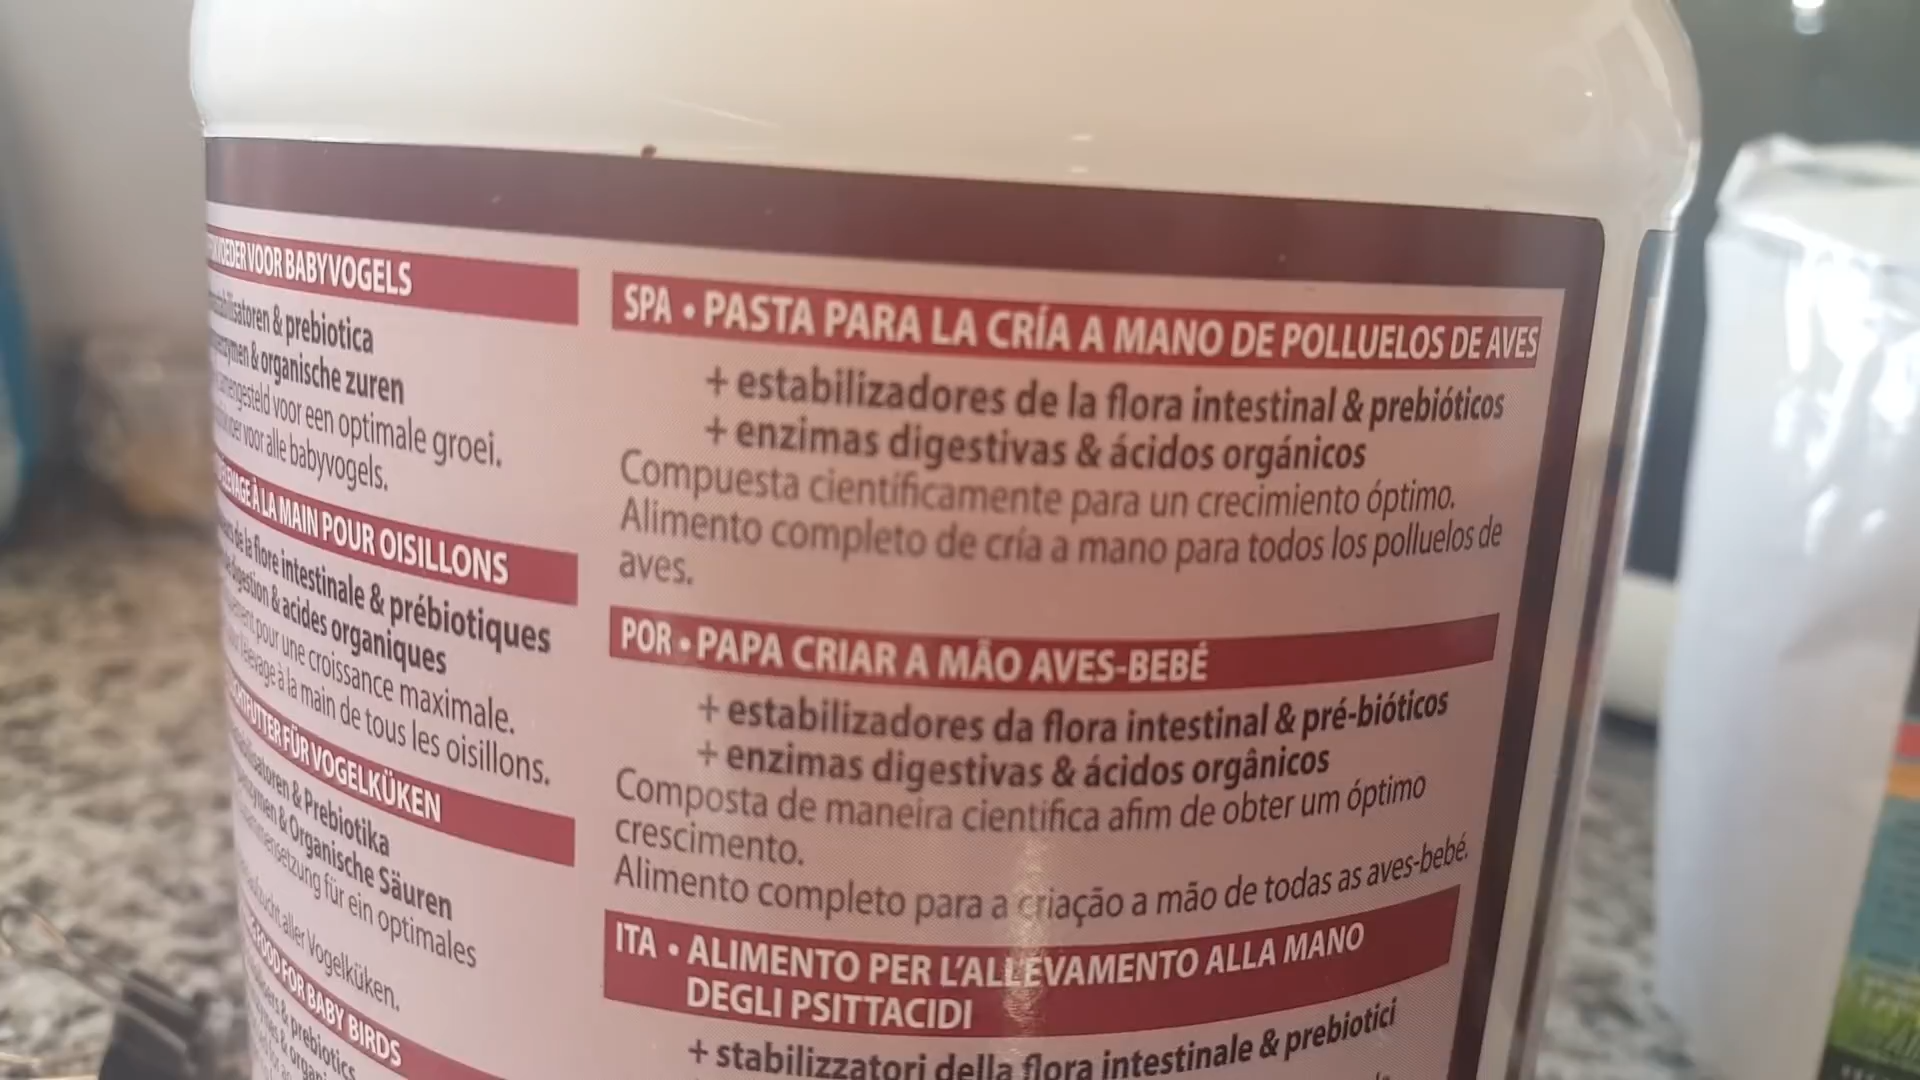 VOOR BABYVOGELS
& prebiotica
& organische zuren
voor een optimale groei.
voor alle babyvogels.
À LA MAIN POUR OISILLONS
de la flore intestinale & prébiotiques
digestion & acides organiques
pour une croissance maximale.
à la main de tous les oisillons.
FÜR VOGELKÜKEN
& Prebiotika
& Organische Säuren
für ein optimales
aller Vogelküken.
FOOD FOR BABY BIRDS
& prebiotics
SPA • PASTA PARA LA CRÍA A MANO DE POLLUELOS DE AVES
+ estabilizadores de la flora intestinal & prebióticos
+ enzimas digestivas & ácidos orgánicos
Compuesta científicamente para un crecimiento óptimo.
Alimento completo de cría a mano para todos los polluelos de
aves.
POR • PAPA CRIAR A MÃO AVES-BEBÉ
+ estabilizadores da flora intestinal & pré-bióticos
+ enzimas digestivas & ácidos orgânicos
Composta de maneira científica afim de obter um óptimo
crescimento.
Alimento completo para a criação a mão de todas as aves-bebé.
ITA • ALIMENTO PER L'ALLEVAMENTO ALLA MANO
DEGLI PSITTACIDI
+ stabilizzatori della flora intestinale & prebiotici